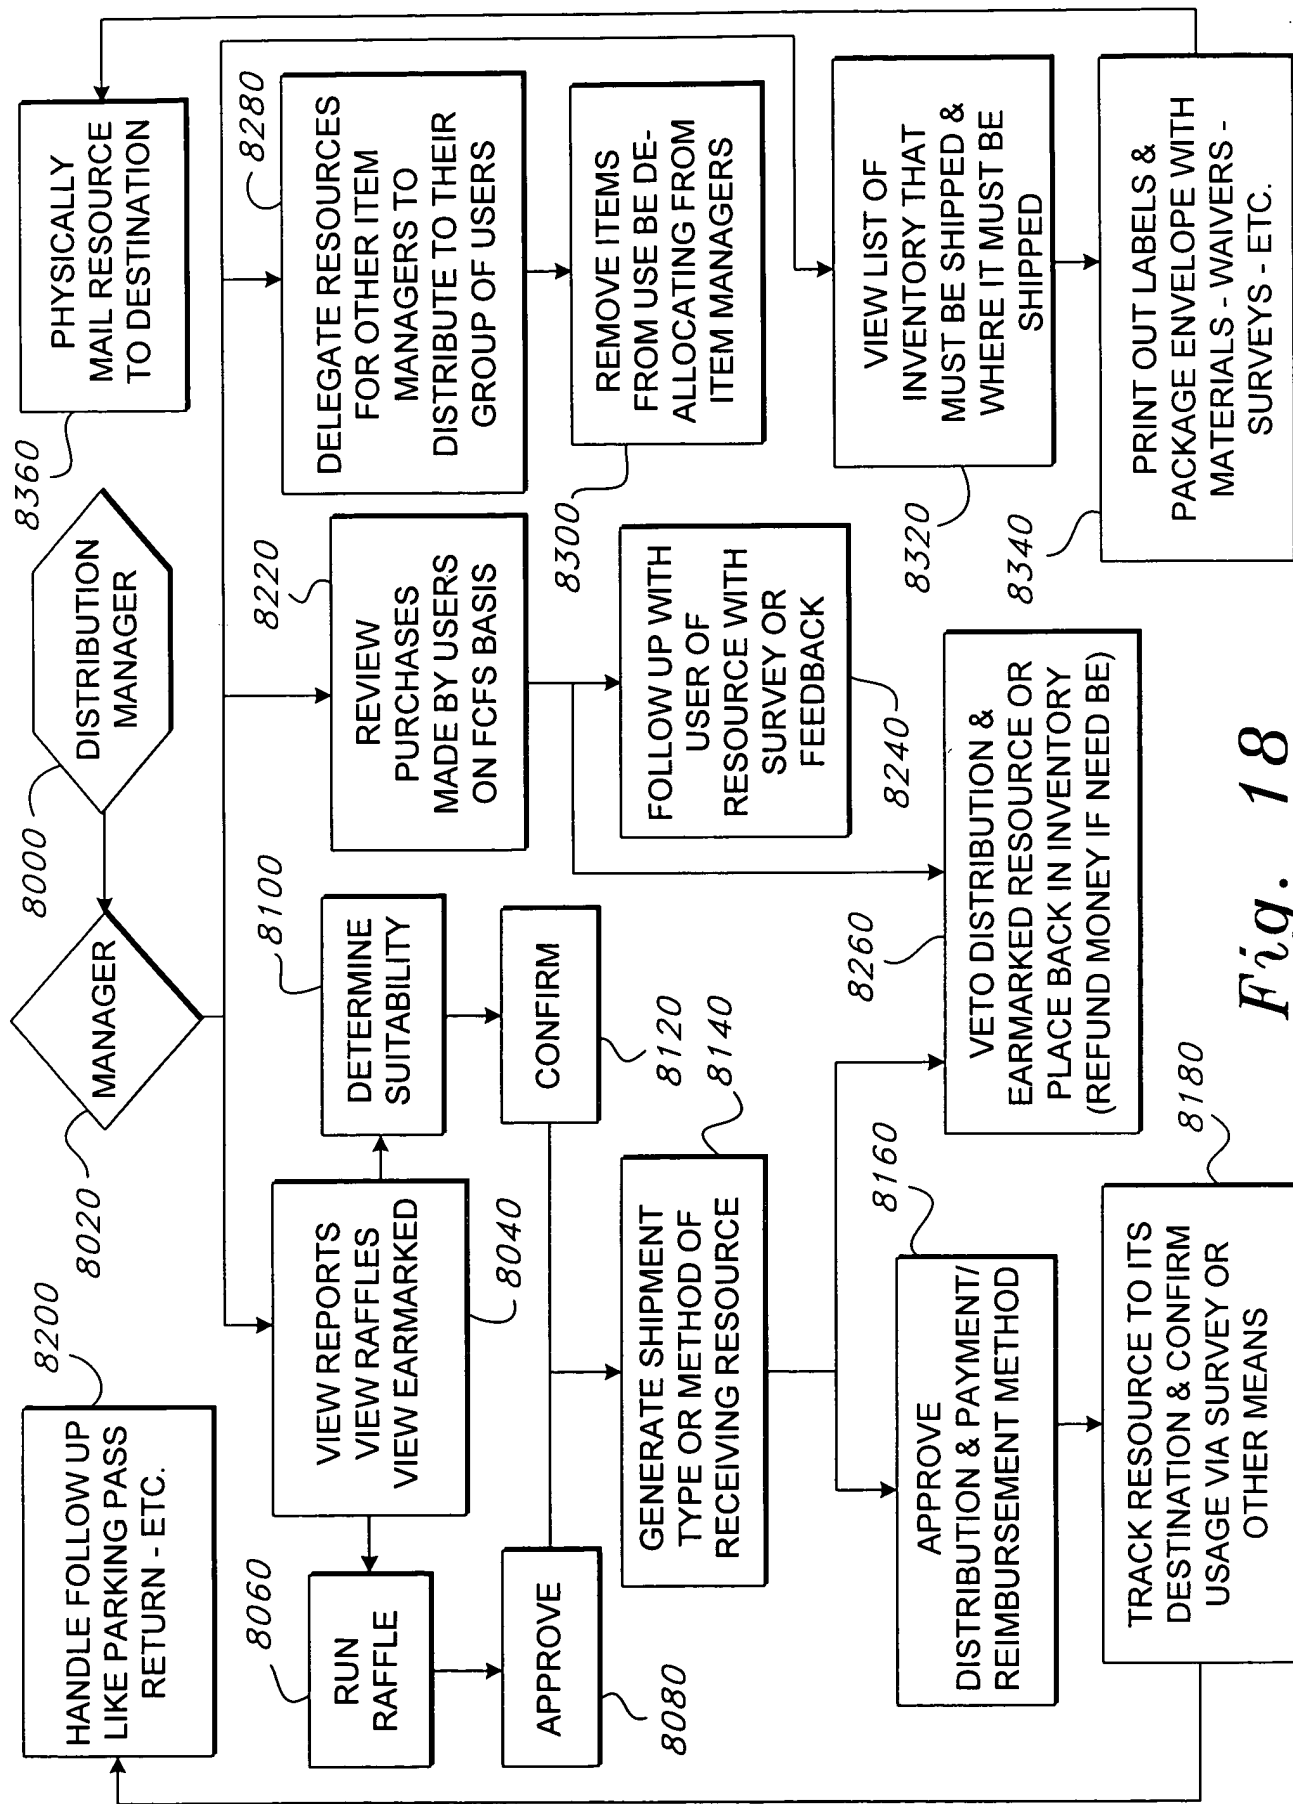 8200
HANDLE FOLLOW UP
LIKE PARKING PASS
RETURN - ETC.
8020
MANAGER
8000
DISTRIBUTION
MANAGER
8360
PHYSICALLY
MAIL RESOURCE
TO DESTINATION
8060
RUN
RAFFLE
VIEW REPORTS
VIEW RAFFLES
VIEW EARMARKED
8040
8100
DETERMINE
SUITABILITY
8220
REVIEW
PURCHASES
MADE BY USERS
ON FCFS BASIS
8280
DELEGATE RESOURCES
FOR OTHER ITEM
MANAGERS TO
DISTRIBUTE TO THEIR
GROUP OF USERS
APPROVE
8080
CONFIRM
8120
FOLLOW UP WITH
USER OF
RESOURCE WITH
SURVEY OR
FEEDBACK
8240
8300
REMOVE ITEMS
FROM USE BE DE-
ALLOCATING FROM
ITEM MANAGERS
8140
GENERATE SHIPMENT
TYPE OR METHOD OF
RECEIVING RESOURCE
8320
VIEW LIST OF
INVENTORY THAT
MUST BE SHIPPED &
WHERE IT MUST BE
SHIPPED
8160
APPROVE
DISTRIBUTION & PAYMENT/
REIMBURSEMENT METHOD
8260
VETO DISTRIBUTION &
EARMARKED RESOURCE OR
PLACE BACK IN INVENTORY
(REFUND MONEY IF NEED BE)
8340
PRINT OUT LABELS &
PACKAGE ENVELOPE WITH
MATERIALS - WAIVERS -
SURVEYS - ETC.
8180
TRACK RESOURCE TO ITS
DESTINATION & CONFIRM
USAGE VIA SURVEY OR
OTHER MEANS
Fig. 18